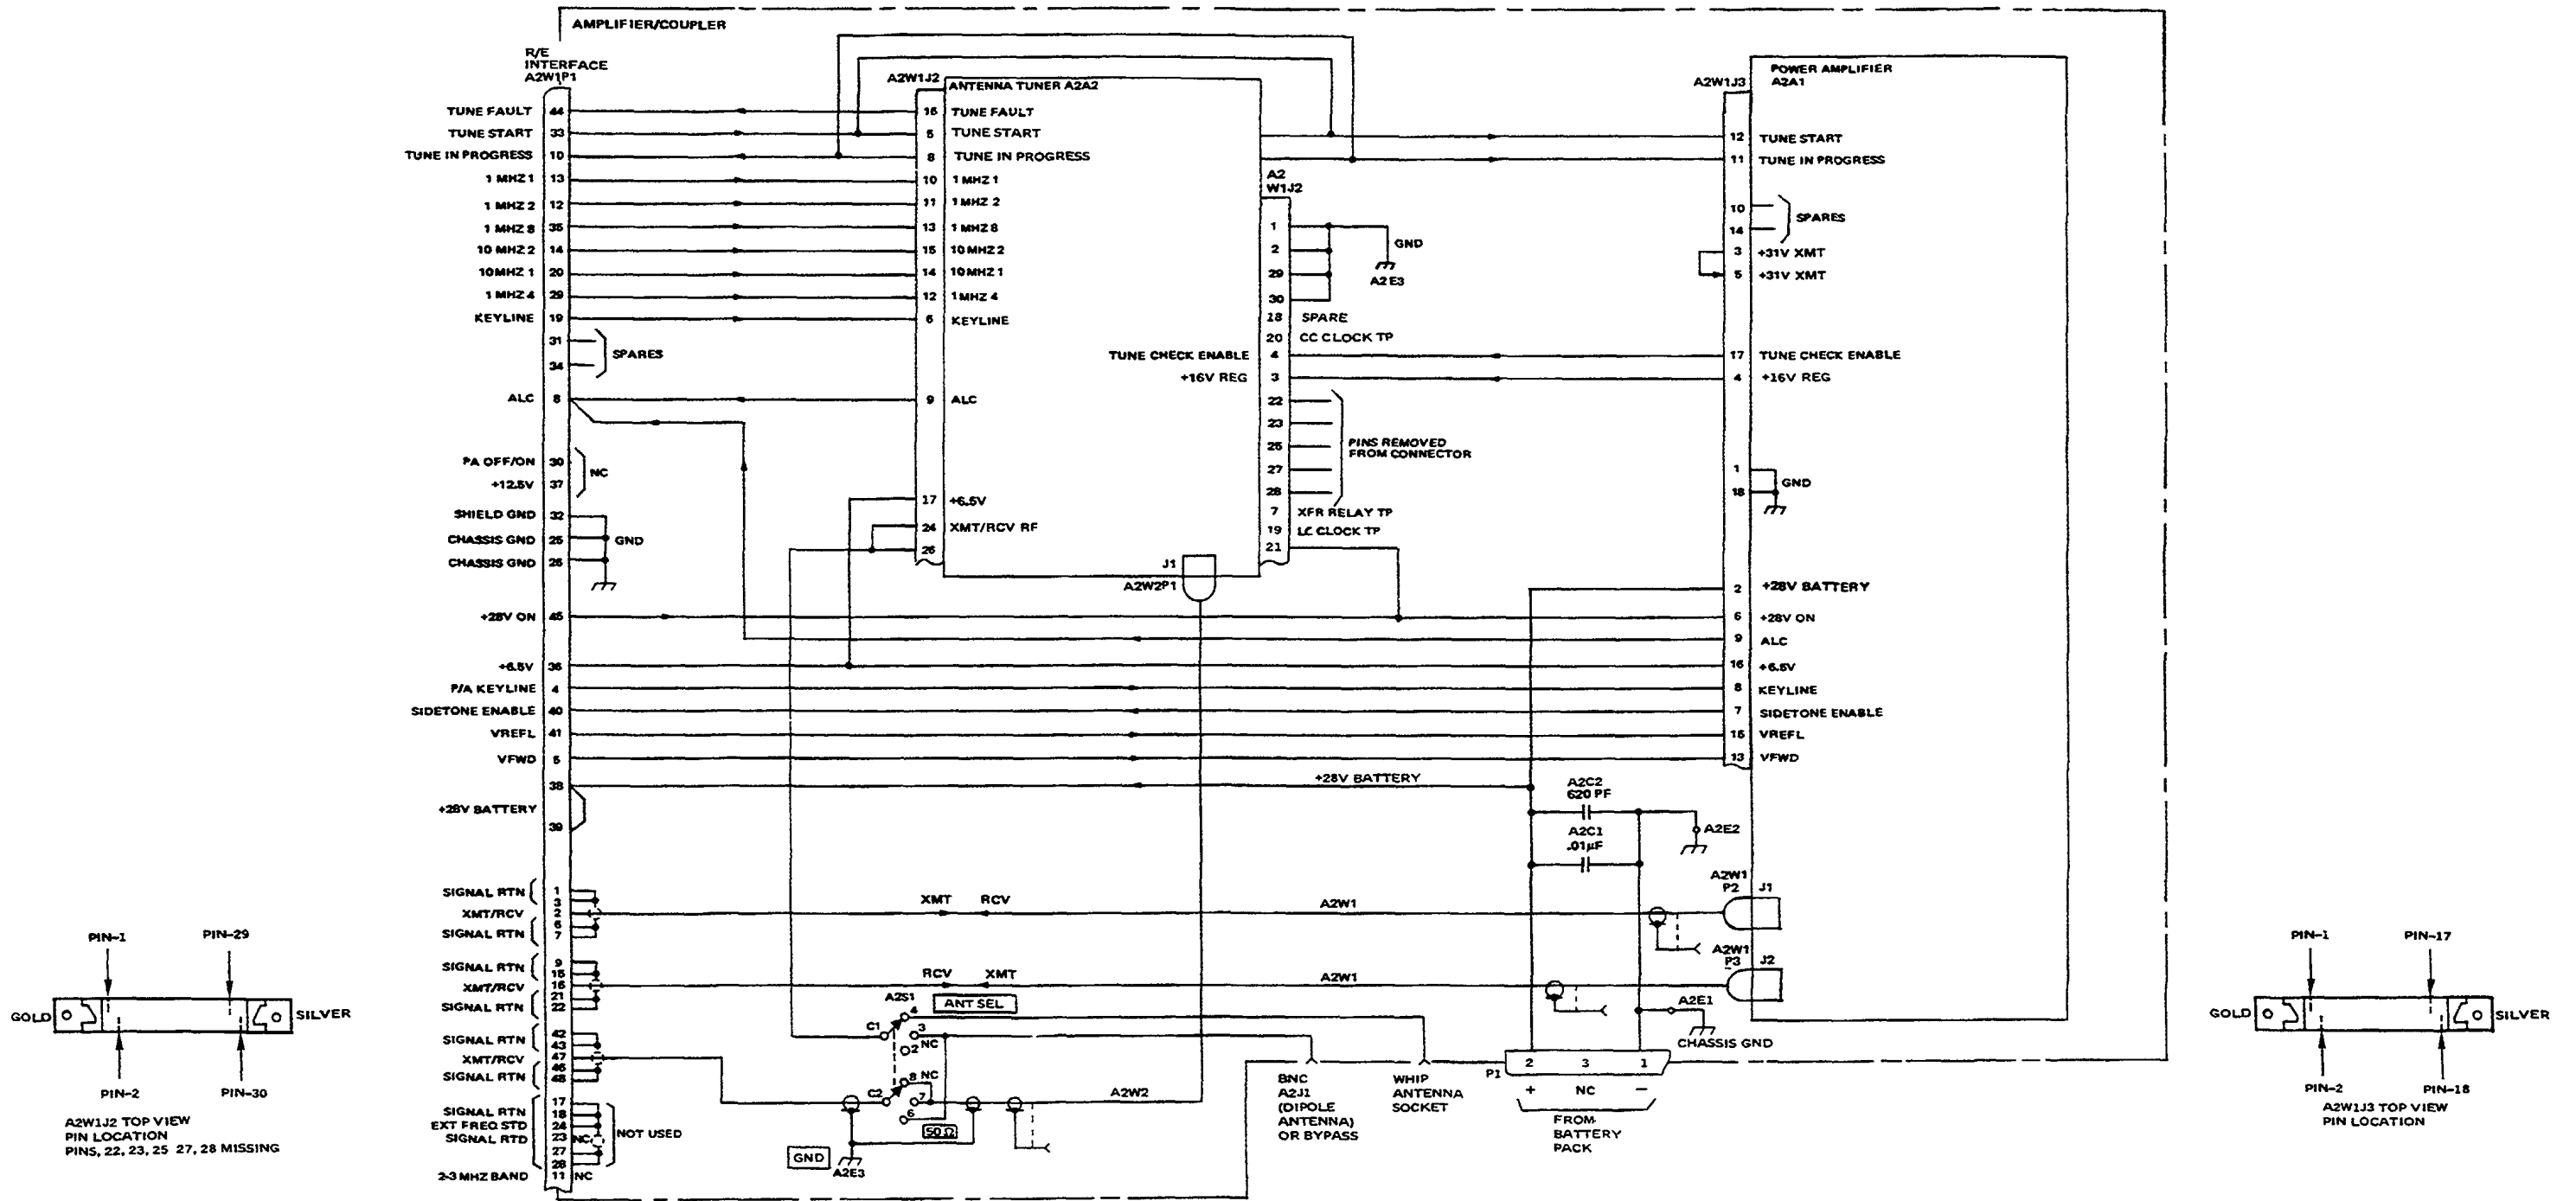 AMPLIFIER/COUPLER
R/E
INTERFACE
A2W1P1
TUNE FAULT 44
TUNE START 33
TUNE IN PROGRESS 10
1 MHZ 1 13
1 MHZ 2 12
1 MHZ 8 35
10 MHZ 2 14
10MHZ 1 20
1 MHZ 4 29
KEYLINE 19
31
34
SPARES
ALC 8
PA OFF/ON 30
+12.5V 37
NC
SHIELD GND 32
CHASSIS GND 25
CHASSIS GND 26
GND
+28V ON 45
+6.5V 36
P/A KEYLINE 4
SIDETONE ENABLE 40
VREFL 41
VFWD 5
38
+28V BATTERY
39
SIGNAL RTN 1
3
XMT/RCV 2
6
SIGNAL RTN 7
9
SIGNAL RTN 15
XMT/RCV 16
21
SIGNAL RTN 22
42
SIGNAL RTN 43
XMT/RCV 47
46
SIGNAL RTN 48
17
SIGNAL RTN 18
EXT FREQ STD 24
SIGNAL RTD 23 NC
27
28
NOT USED
2-3 MHZ BAND 11 NC
A2W1J2
ANTENNA TUNER A2A2
16 TUNE FAULT
5 TUNE START
8 TUNE IN PROGRESS
10 1 MHZ 1
11 1 MHZ 2
13 1 MHZ 8
15 10 MHZ 2
14 10 MHZ 1
12 1 MHZ 4
6 KEYLINE
9 ALC
17 +6.5V
24 XMT/RCV RF
26
J1
A2W2P1
A2
W1J2
1
2
29
30
GND
A2E3
18 SPARE
20 CC CLOCK TP
TUNE CHECK ENABLE 4
+16V REG 3
22
23
25
27
28
PINS REMOVED
FROM CONNECTOR
7 XFR RELAY TP
19 LC CLOCK TP
21
A2W1J3
POWER AMPLIFIER
A2A1
12 TUNE START
11 TUNE IN PROGRESS
10
14
SPARES
3 +31V XMT
5 +31V XMT
17 TUNE CHECK ENABLE
4 +16V REG
1
18
GND
2 +28V BATTERY
6 +28V ON
9 ALC
16 +6.5V
8 KEYLINE
7 SIDETONE ENABLE
15 VREFL
13 VFWD
+28V BATTERY
A2C2
620 PF
A2C1
.01µF
A2E2
A2W1
P2 J1
XMT RCV A2W1
A2W1
P3 J2
RCV XMT A2W1
A2S1
ANT SEL
C1 4
3
NC
2
8 NC
C2
7
6
50 Ω
GND
A2E3
A2W2
A2E1
CHASSIS GND
P1 2 3 1
+ NC −
FROM
BATTERY
PACK
BNC
A2J1
(DIPOLE
ANTENNA)
OR BYPASS
WHIP
ANTENNA
SOCKET
PIN-1 PIN-29
GOLD SILVER
PIN-2 PIN-30
A2W1J2 TOP VIEW
PIN LOCATION
PINS, 22, 23, 25 27, 28 MISSING
PIN-1 PIN-17
GOLD SILVER
PIN-2 PIN-18
A2W1J3 TOP VIEW
PIN LOCATION